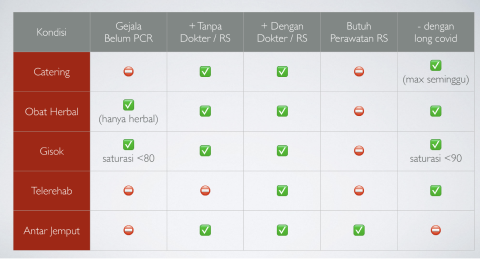 Kondisi
Gejala
Belum PCR
+ Tanpa
Dokter / RS
+ Dengan
Dokter / RS
Butuh
Perawatan RS
- dengan
long covid
Catering
(max seminggu)
Obat Herbal
(hanya herbal)
Gisok
saturasi <80
saturasi <90
Telerehab
Antar Jemput